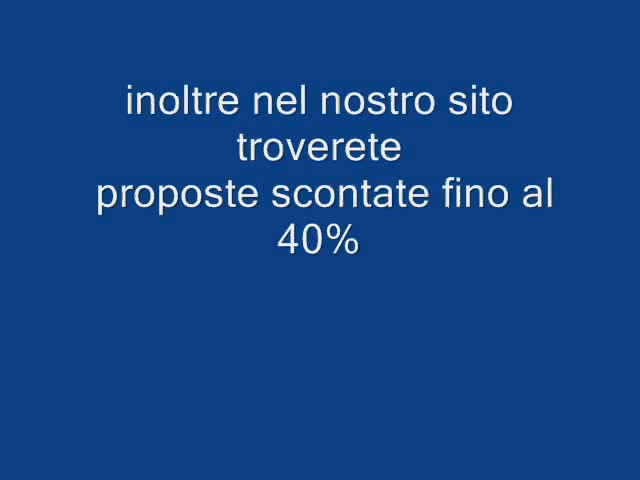 inoltre nel nostro sito
troverete
proposte scontate fino al
40%